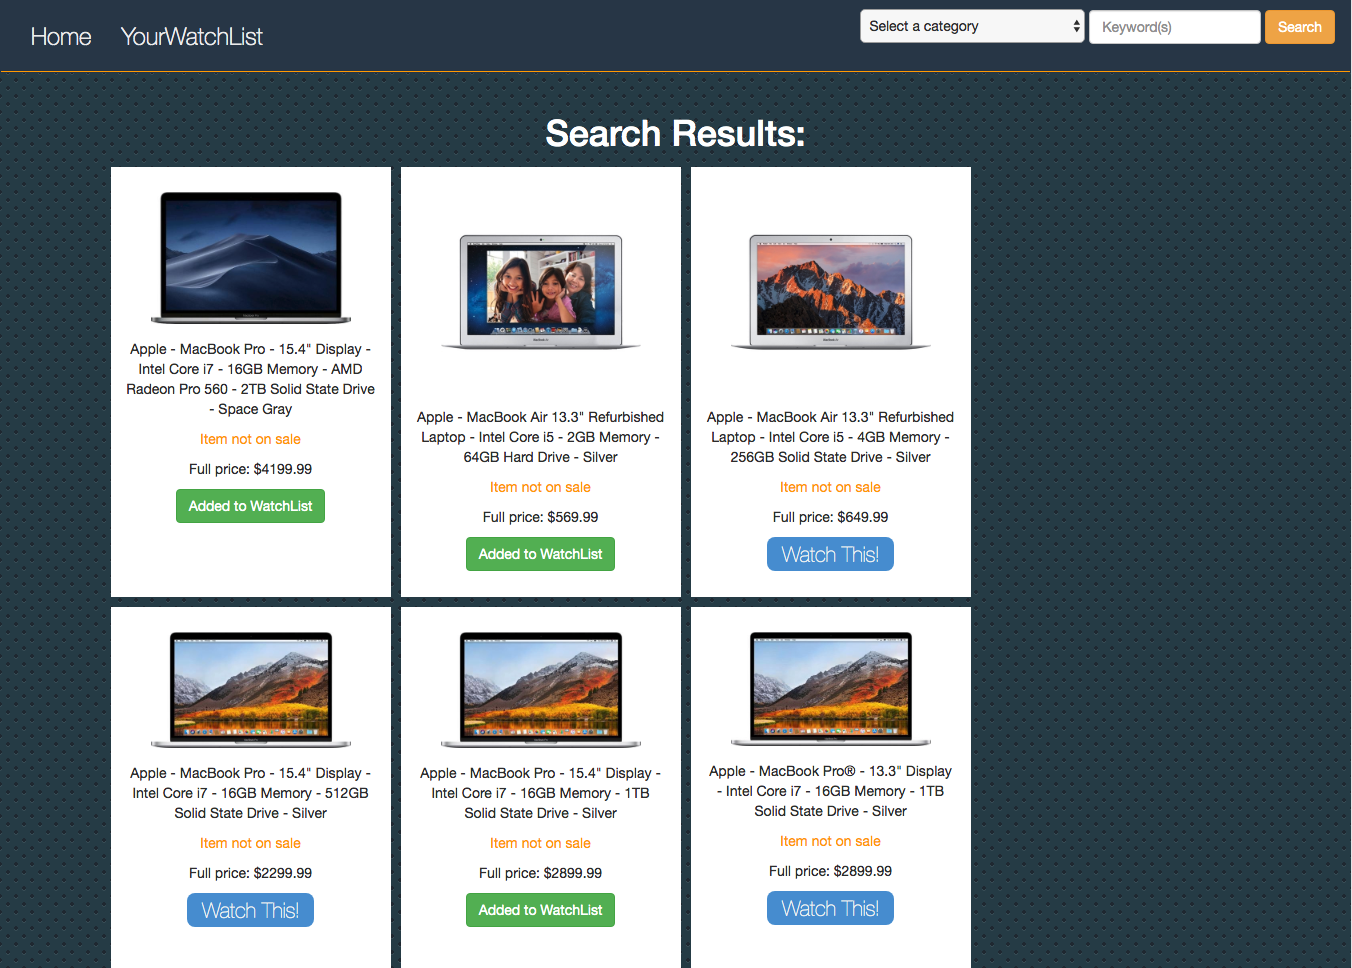 Home YourWatchList Select a category Keyword(s) Search
Search Results:
Apple - MacBook Pro - 15.4" Display -
Intel Core i7 - 16GB Memory - AMD
Radeon Pro 560 - 2TB Solid State Drive
- Space Gray
Item not on sale
Full price: $4199.99
Added to WatchList
Apple - MacBook Air 13.3" Refurbished
Laptop - Intel Core i5 - 2GB Memory -
64GB Hard Drive - Silver
Item not on sale
Full price: $569.99
Added to WatchList
Apple - MacBook Air 13.3" Refurbished
Laptop - Intel Core i5 - 4GB Memory -
256GB Solid State Drive - Silver
Item not on sale
Full price: $649.99
Watch This!
Apple - MacBook Pro - 15.4" Display -
Intel Core i7 - 16GB Memory - 512GB
Solid State Drive - Silver
Item not on sale
Full price: $2299.99
Watch This!
Apple - MacBook Pro - 15.4" Display -
Intel Core i7 - 16GB Memory - 1TB
Solid State Drive - Silver
Item not on sale
Full price: $2899.99
Added to WatchList
Apple - MacBook Pro® - 13.3" Display
- Intel Core i7 - 16GB Memory - 1TB
Solid State Drive - Silver
Item not on sale
Full price: $2899.99
Watch This!